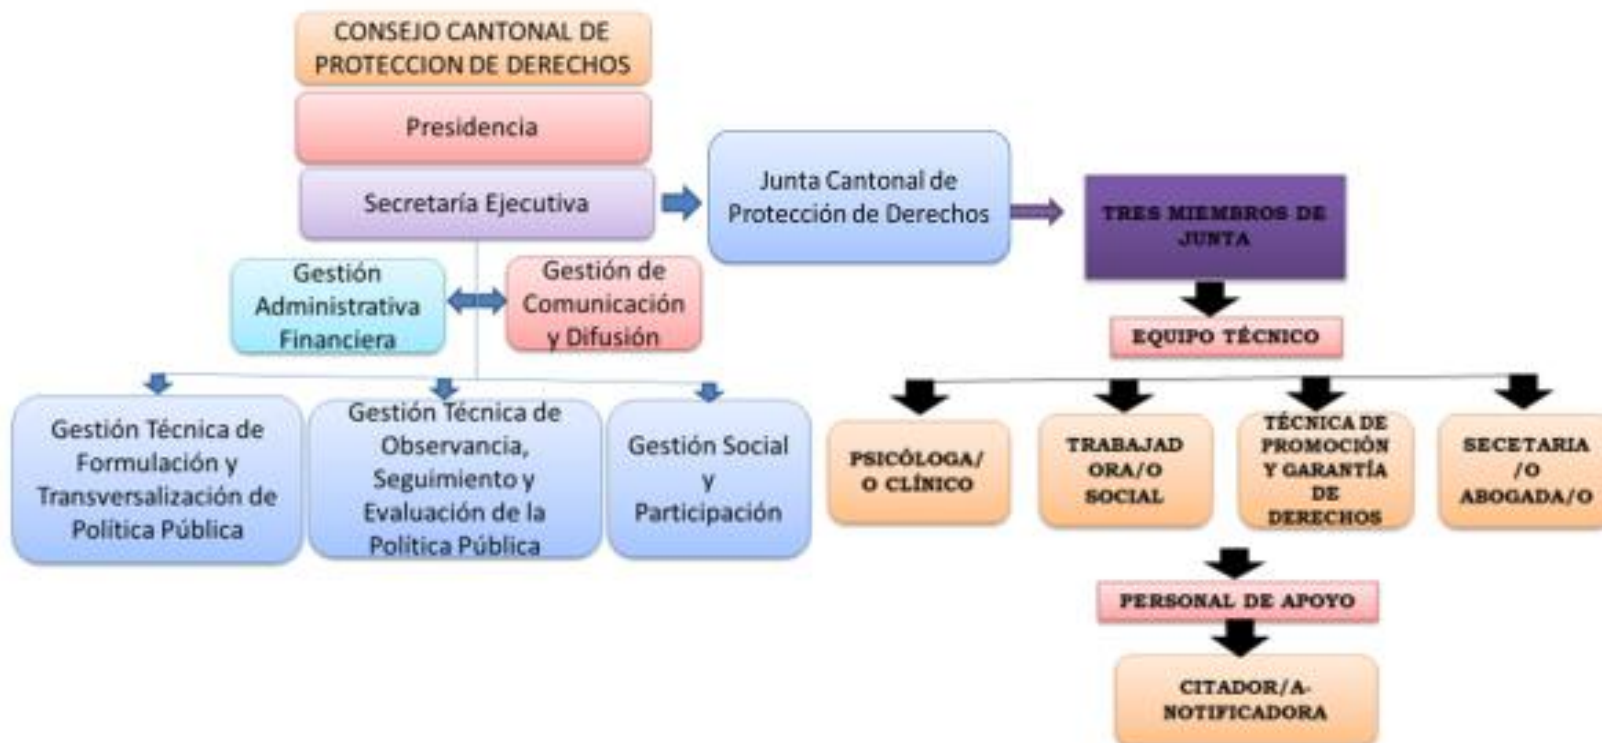 CONSEJO CANTONAL DE
PROTECCION DE DERECHOS
Presidencia
Secretaría Ejecutiva
Junta Cantonal de
Protección de Derechos
TRES MIEMBROS DE
JUNTA
Gestión
Administrativa
Financiera
Gestión de
Comunicación
y Difusión
EQUIPO TÉCNICO
Gestión Técnica de
Formulación y
Transversalización de
Política Pública
Gestión Técnica de
Observancia,
Seguimiento y
Evaluación de la
Política Pública
Gestión Social
y
Participación
PSICÓLOGA/
O CLÍNICO
TRABAJAD
ORA/O
SOCIAL
TÉCNICA DE
PROMOCIÓN
Y GARANTÍA
DE
DERECHOS
SECETARIA
/O
ABOGADA/O
PERSONAL DE APOYO
CITADOR/A-
NOTIFICADORA